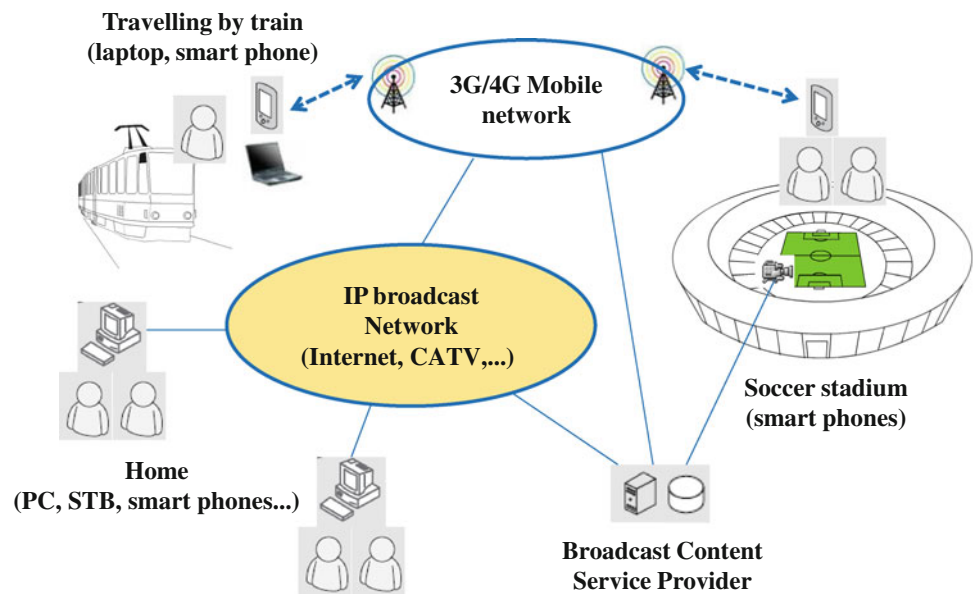 Travelling by train
(laptop, smart phone)
3G/4G Mobile
network
IP broadcast
Network
(Internet, CATV,...)
Soccer stadium
(smart phones)
Home
(PC, STB, smart phones...)
Broadcast Content
Service Provider